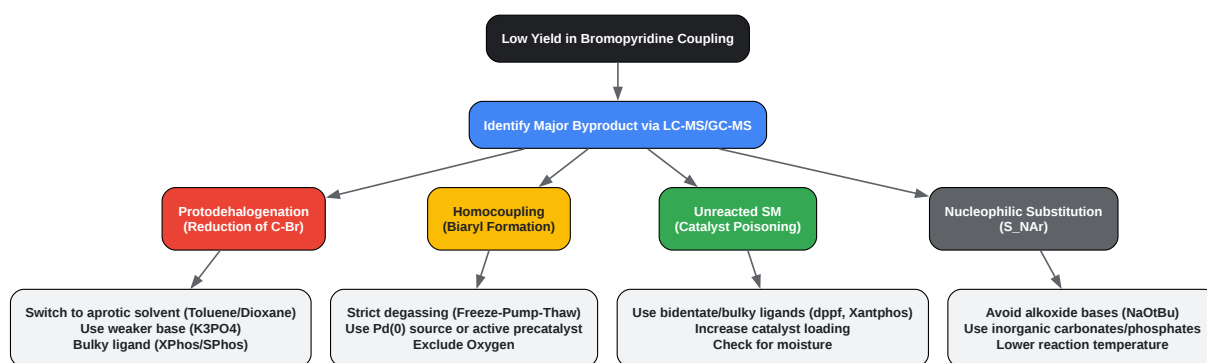 Low Yield in Bromopyridine Coupling
Identify Major Byproduct via LC-MS/GC-MS
Protodehalogenation
(Reduction of C-Br)
Homocoupling
(Biaryl Formation)
Unreacted SM
(Catalyst Poisoning)
Nucleophilic Substitution
(S_NAr)
Switch to aprotic solvent (Toluene/Dioxane)
Use weaker base (K3PO4)
Bulky ligand (XPhos/SPhos)
Strict degassing (Freeze-Pump-Thaw)
Use Pd(0) source or active precatalyst
Exclude Oxygen
Use bidentate/bulky ligands (dppf, Xantphos)
Increase catalyst loading
Check for moisture
Avoid alkoxide bases (NaOtBu)
Use inorganic carbonates/phosphates
Lower reaction temperature